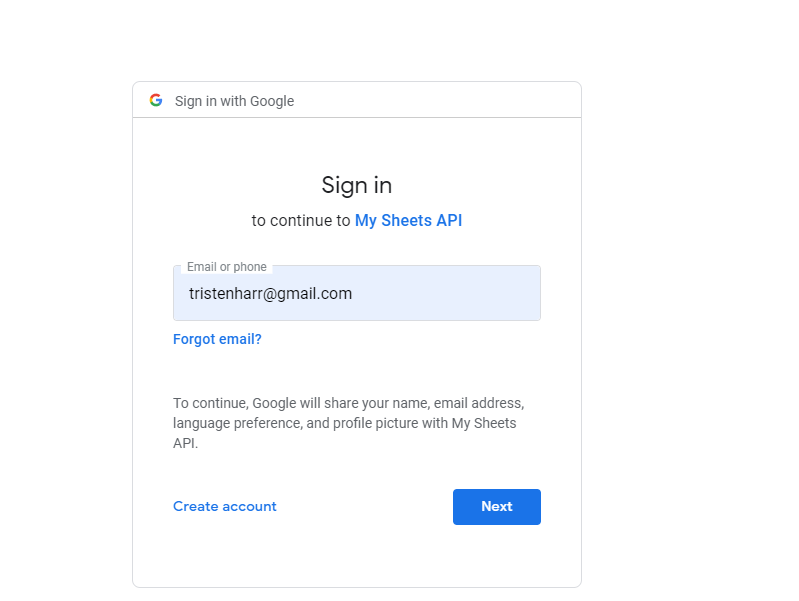 Sign in with Google
Sign in
to continue to My Sheets API
Email or phone
tristenharr@gmail.com
Forgot email?
To continue, Google will share your name, email address,
language preference, and profile picture with My Sheets
API.
Create account
Next